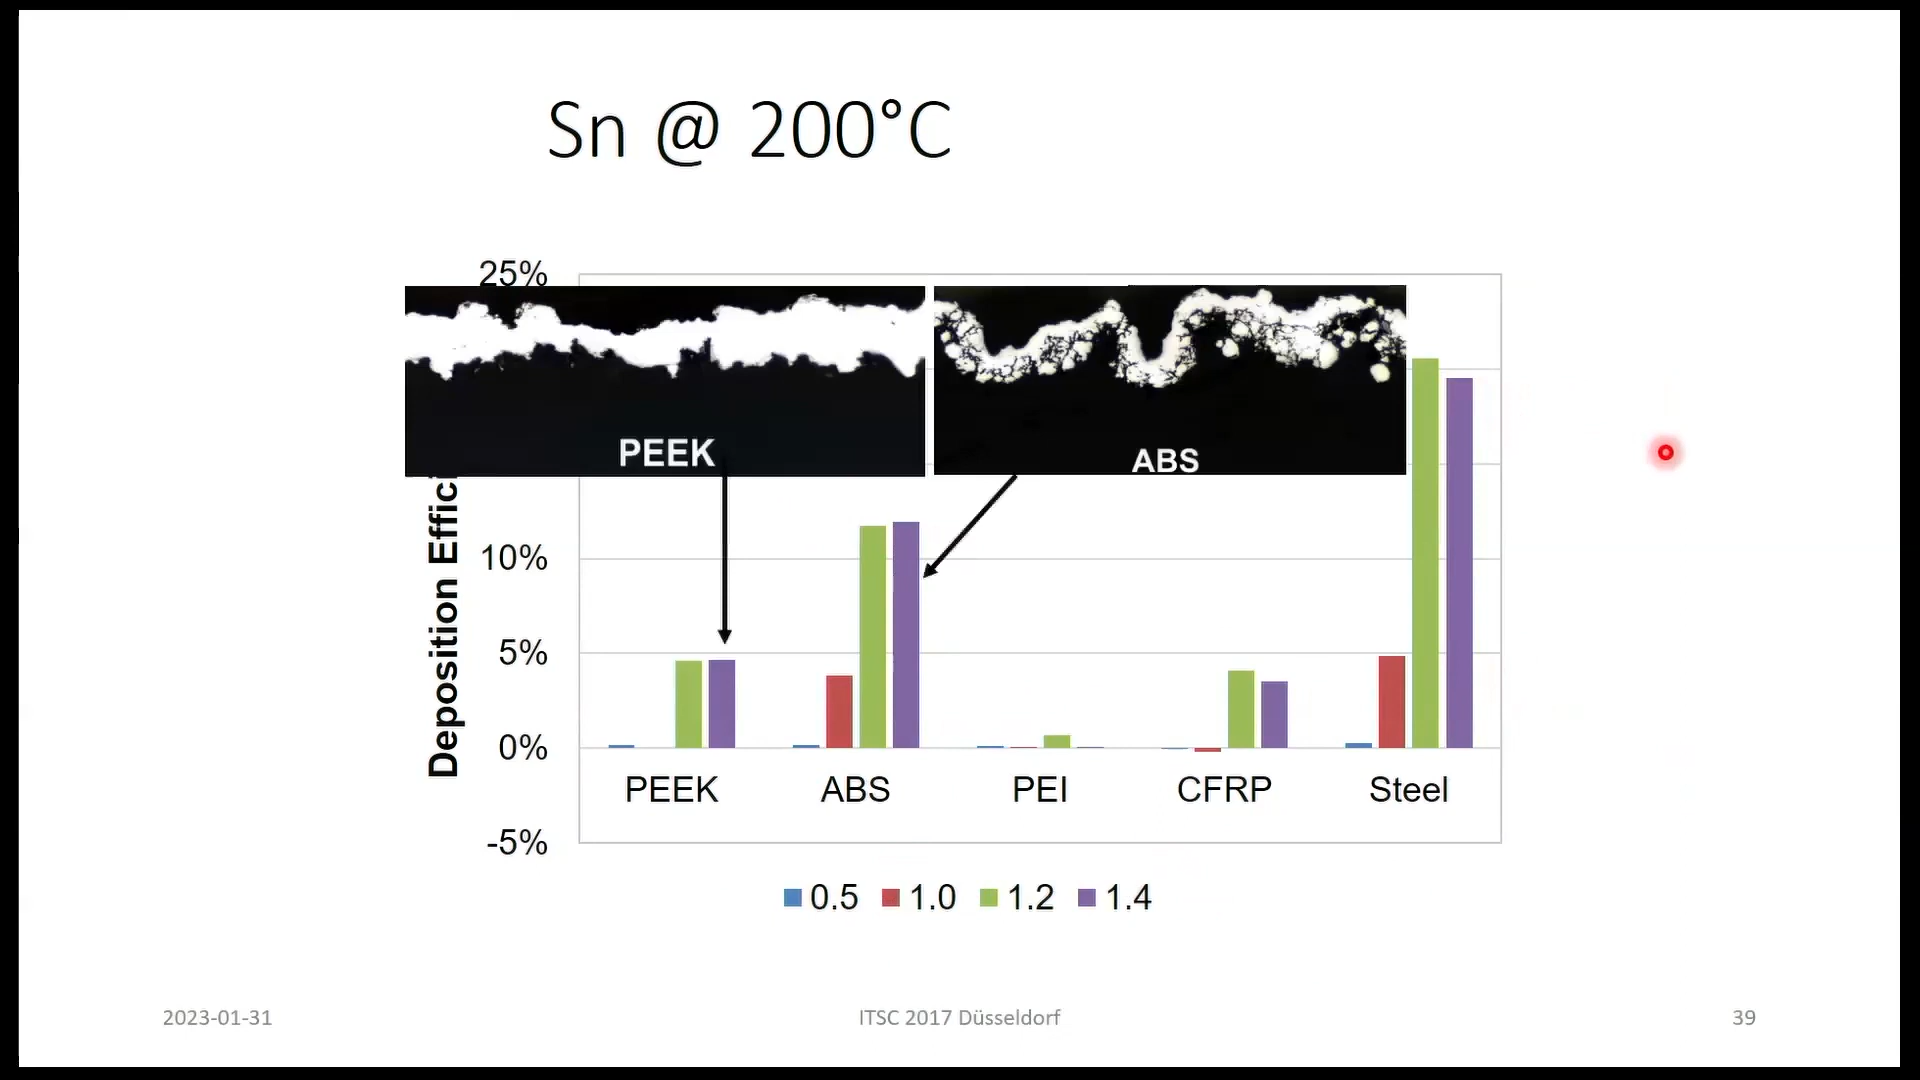 Sn @ 200°C
25%
PEEK
ABS
Deposition
10%
5%
0%
PEEK
ABS
PEI
CFRP
Steel
-5%
0.5 1.0 1.2 1.4
2023-01-31
ITSC 2017 Düsseldorf
39